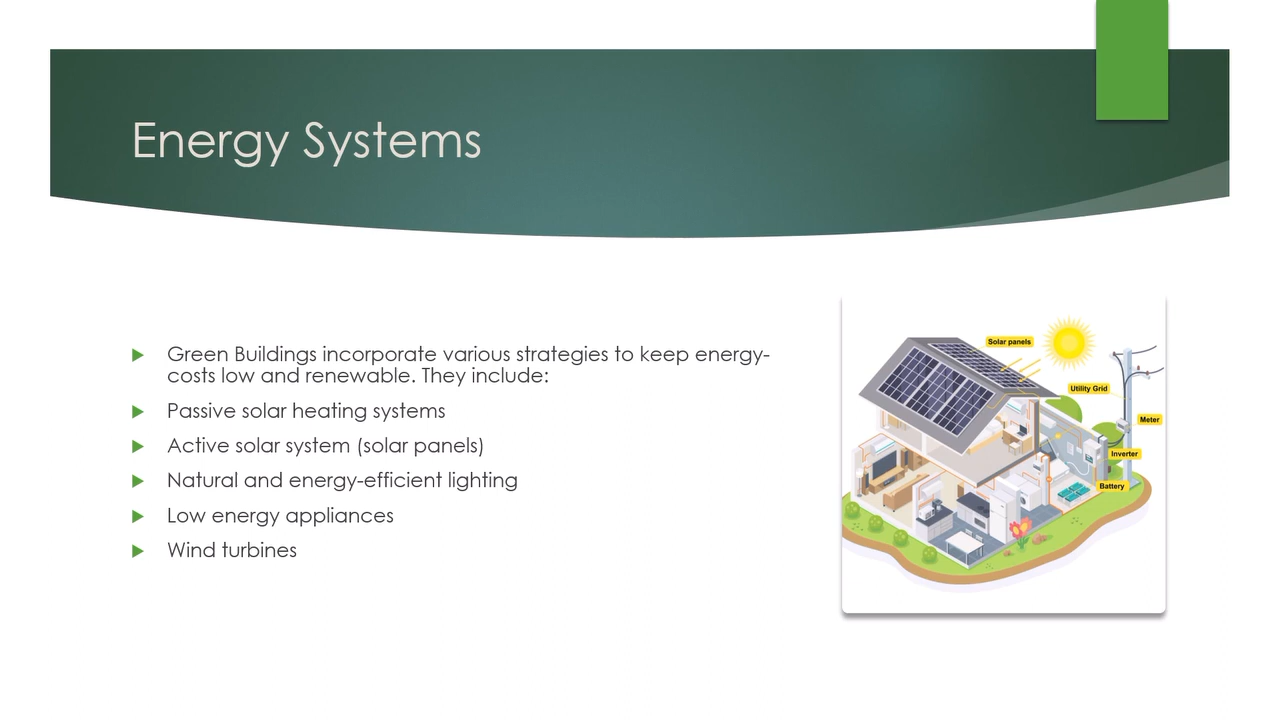 Energy Systems
Green Buildings incorporate various strategies to keep energy-
costs low and renewable. They include:
Passive solar heating systems
Active solar system (solar panels)
Natural and energy-efficient lighting
Low energy appliances
Wind turbines
Solar panels
Utility Grid
Meter
Inverter
Battery